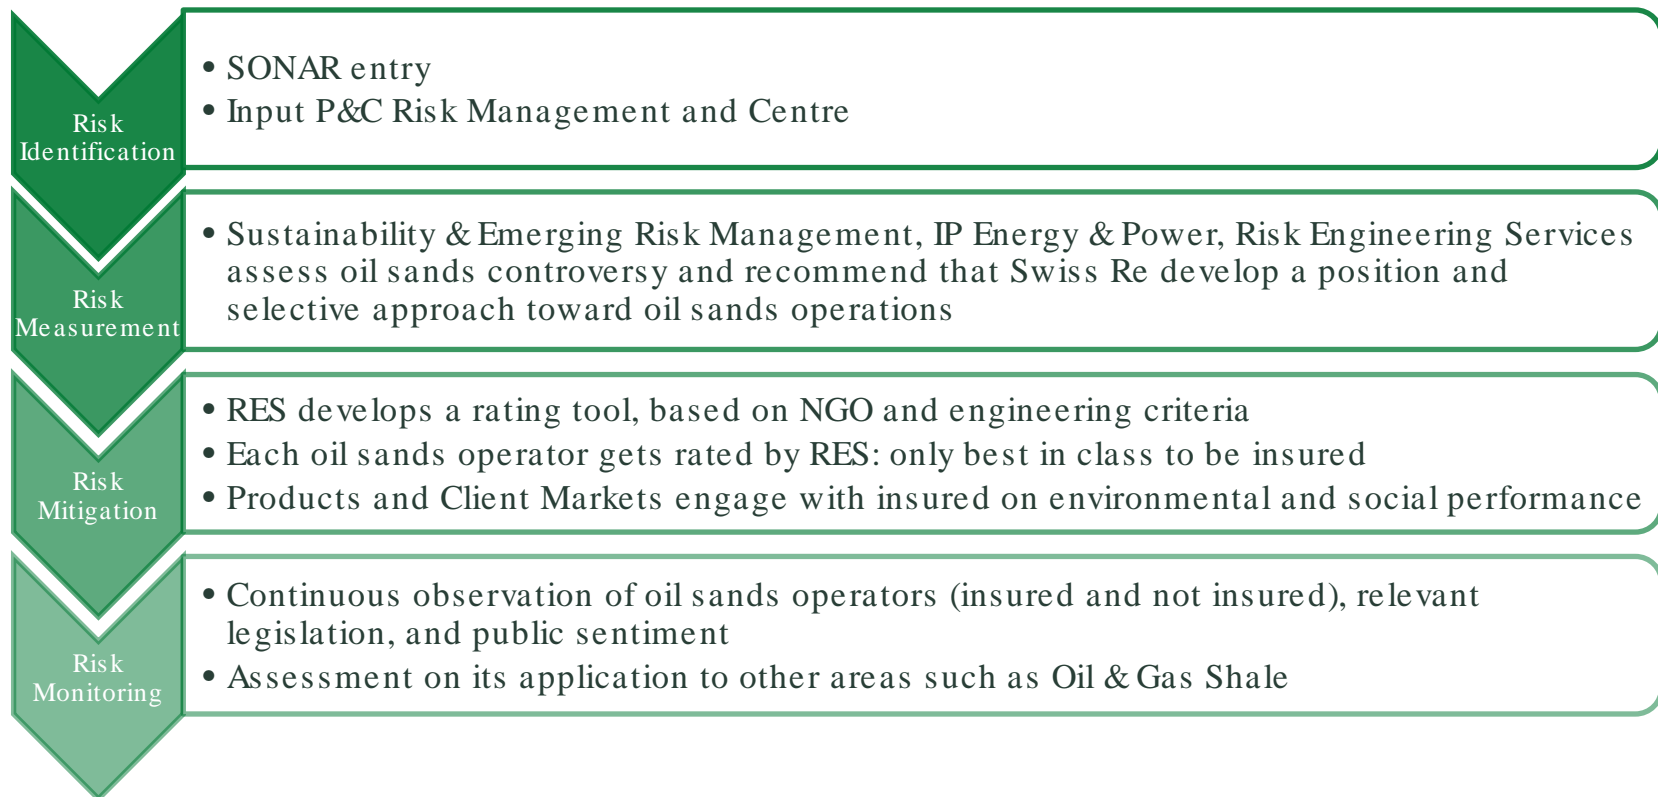 Risk
Identification
• SONAR entry
• Input P&C Risk Management and Centre
Risk
Measurement
• Sustainability & Emerging Risk Management, IP Energy & Power, Risk Engineering Services
assess oil sands controversy and recommend that Swiss Re develop a position and
selective approach toward oil sands operations
Risk
Mitigation
• RES develops a rating tool, based on NGO and engineering criteria
• Each oil sands operator gets rated by RES: only best in class to be insured
• Products and Client Markets engage with insured on environmental and social performance
Risk
Monitoring
• Continuous observation of oil sands operators (insured and not insured), relevant
legislation, and public sentiment
• Assessment on its application to other areas such as Oil & Gas Shale